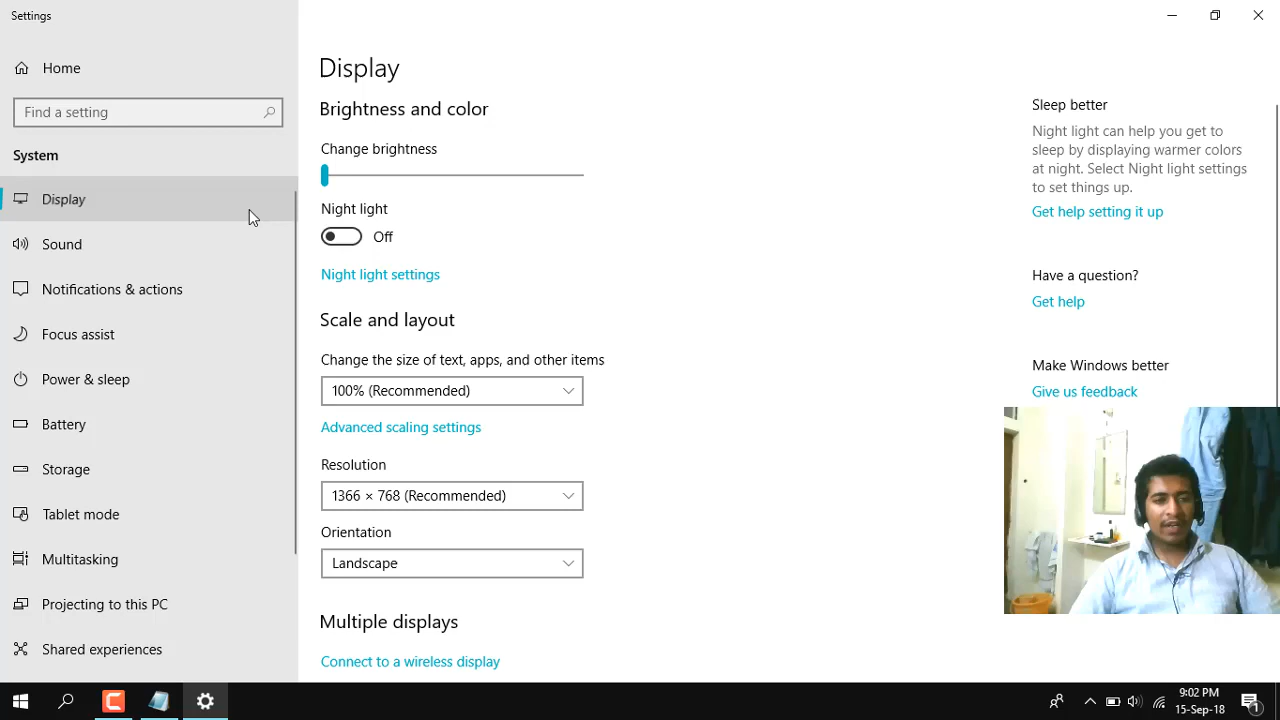 Settings
Home
Find a setting
System
Display
Sound
Notifications & actions
Focus assist
Power & sleep
Battery
Storage
Tablet mode
Multitasking
Projecting to this PC
Shared experiences
Display
Brightness and color
Change brightness
Night light
Off
Night light settings
Scale and layout
Change the size of text, apps, and other items
100% (Recommended)
Advanced scaling settings
Resolution
1366 × 768 (Recommended)
Orientation
Landscape
Multiple displays
Connect to a wireless display
Sleep better
Night light can help you get to
sleep by displaying warmer colors
at night. Select Night light settings
to set things up.
Get help setting it up
Have a question?
Get help
Make Windows better
Give us feedback
9:02 PM
15-Sep-18
1